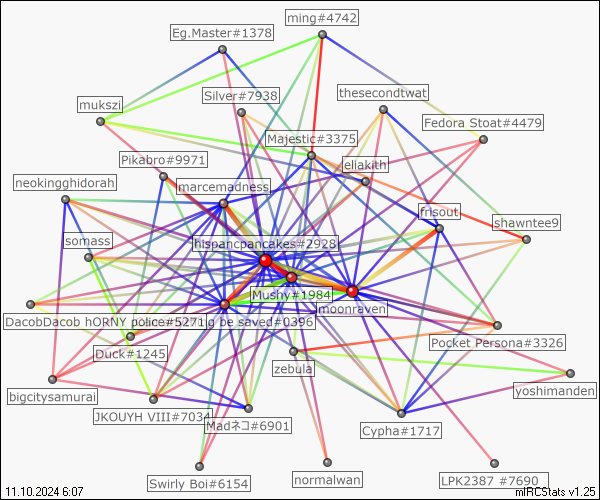 ming#4742
Eg.Master#1378
thesecondtwat
Silver#7938
mukszi
Fedora Stoat#4479
Majestic#3375
Pikabro#9971
eliakith
neokingghidorah
marcemadness
frisout
shawntee9
hispancpancakes#2928
somass
Mushy#1984
moonraven
DacobDacob hORNY police#5271
g be saved#0396
Pocket Persona#3326
Duck#1245
zebula
bigcitysamurai
yoshimanden
JKOUYH VIII#7034
Madネコ#6901
Cypha#1717
Swirly Boi#6154
normalwan
LPK2387 #7690
11.10.2024 6:07
mIRCStats v1.25